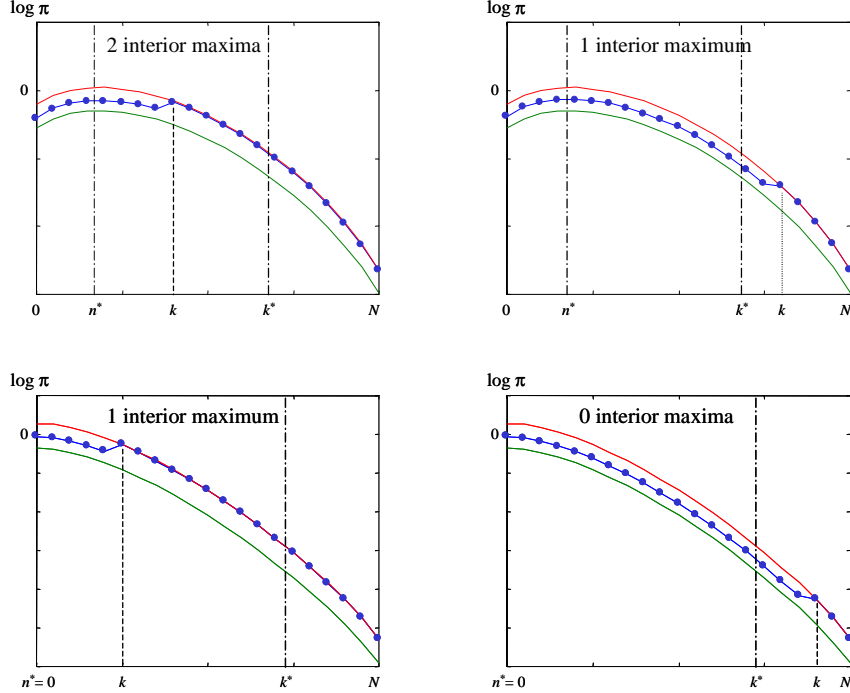 log π
2 interior maxima
0
0 n* k k* N
log π
1 interior maximum
0
0 n* k* k N
log π
1 interior maximum
0
n*= 0 k k* N
log π
0 interior maxima
0
n*= 0 k* k N